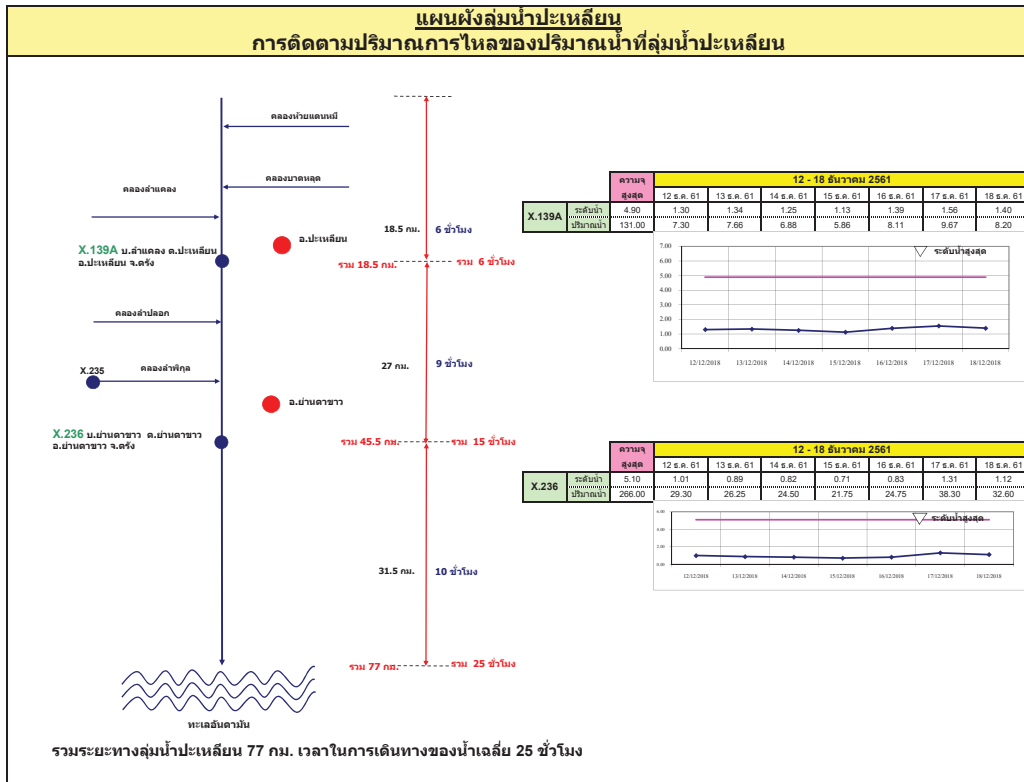 แผนผังลุ่มน้ำปะเหลียน
การติดตามปริมาณการไหลของปริมาณน้ำที่ลุ่มน้ำปะเหลียน
คลองห้วยแดนหมี
คลองบาดหลุด
คลองลำแคลง
18.5 กม. 6 ชั่วโมง
อ.ปะเหลียน
X.139A บ.ลำแคลง ต.ปะเหลียน
อ.ปะเหลียน จ.ตรัง
รวม 18.5 กม. รวม 6 ชั่วโมง
คลองลำปลอก
X.235 คลองลำพิกุล
27 กม. 9 ชั่วโมง
อ.ย่านตาขาว
X.236 บ.ย่านตาขาว ต.ย่านตาขาว
อ.ย่านตาขาว จ.ตรัง
รวม 45.5 กม. รวม 15 ชั่วโมง
31.5 กม. 10 ชั่วโมง
รวม 77 กม. รวม 25 ชั่วโมง
ทะเลอันดามัน
ความจุสูงสุด 12 - 18 ธันวาคม 2561
12 ธ.ค. 61 13 ธ.ค. 61 14 ธ.ค. 61 15 ธ.ค. 61 16 ธ.ค. 61 17 ธ.ค. 61 18 ธ.ค. 61
X.139A
ระดับน้ำ 4.90 1.30 1.34 1.25 1.13 1.39 1.56 1.40
ปริมาณน้ำ 131.00 7.30 7.66 6.88 5.86 8.11 9.67 8.20
ระดับน้ำสูงสุด
7.00
6.00
5.00
4.00
3.00
2.00
1.00
0.00
12/12/2018 13/12/2018 14/12/2018 15/12/2018 16/12/2018 17/12/2018 18/12/2018
ความจุสูงสุด 12 - 18 ธันวาคม 2561
12 ธ.ค. 61 13 ธ.ค. 61 14 ธ.ค. 61 15 ธ.ค. 61 16 ธ.ค. 61 17 ธ.ค. 61 18 ธ.ค. 61
X.236
ระดับน้ำ 5.10 1.01 0.89 0.82 0.71 0.83 1.31 1.12
ปริมาณน้ำ 266.00 29.30 26.25 24.50 21.75 24.75 38.30 32.60
ระดับน้ำสูงสุด
6.00
4.00
2.00
0.00
12/12/2018 13/12/2018 14/12/2018 15/12/2018 16/12/2018 17/12/2018 18/12/2018
รวมระยะทางลุ่มน้ำปะเหลียน 77 กม. เวลาในการเดินทางของน้ำเฉลี่ย 25 ชั่วโมง